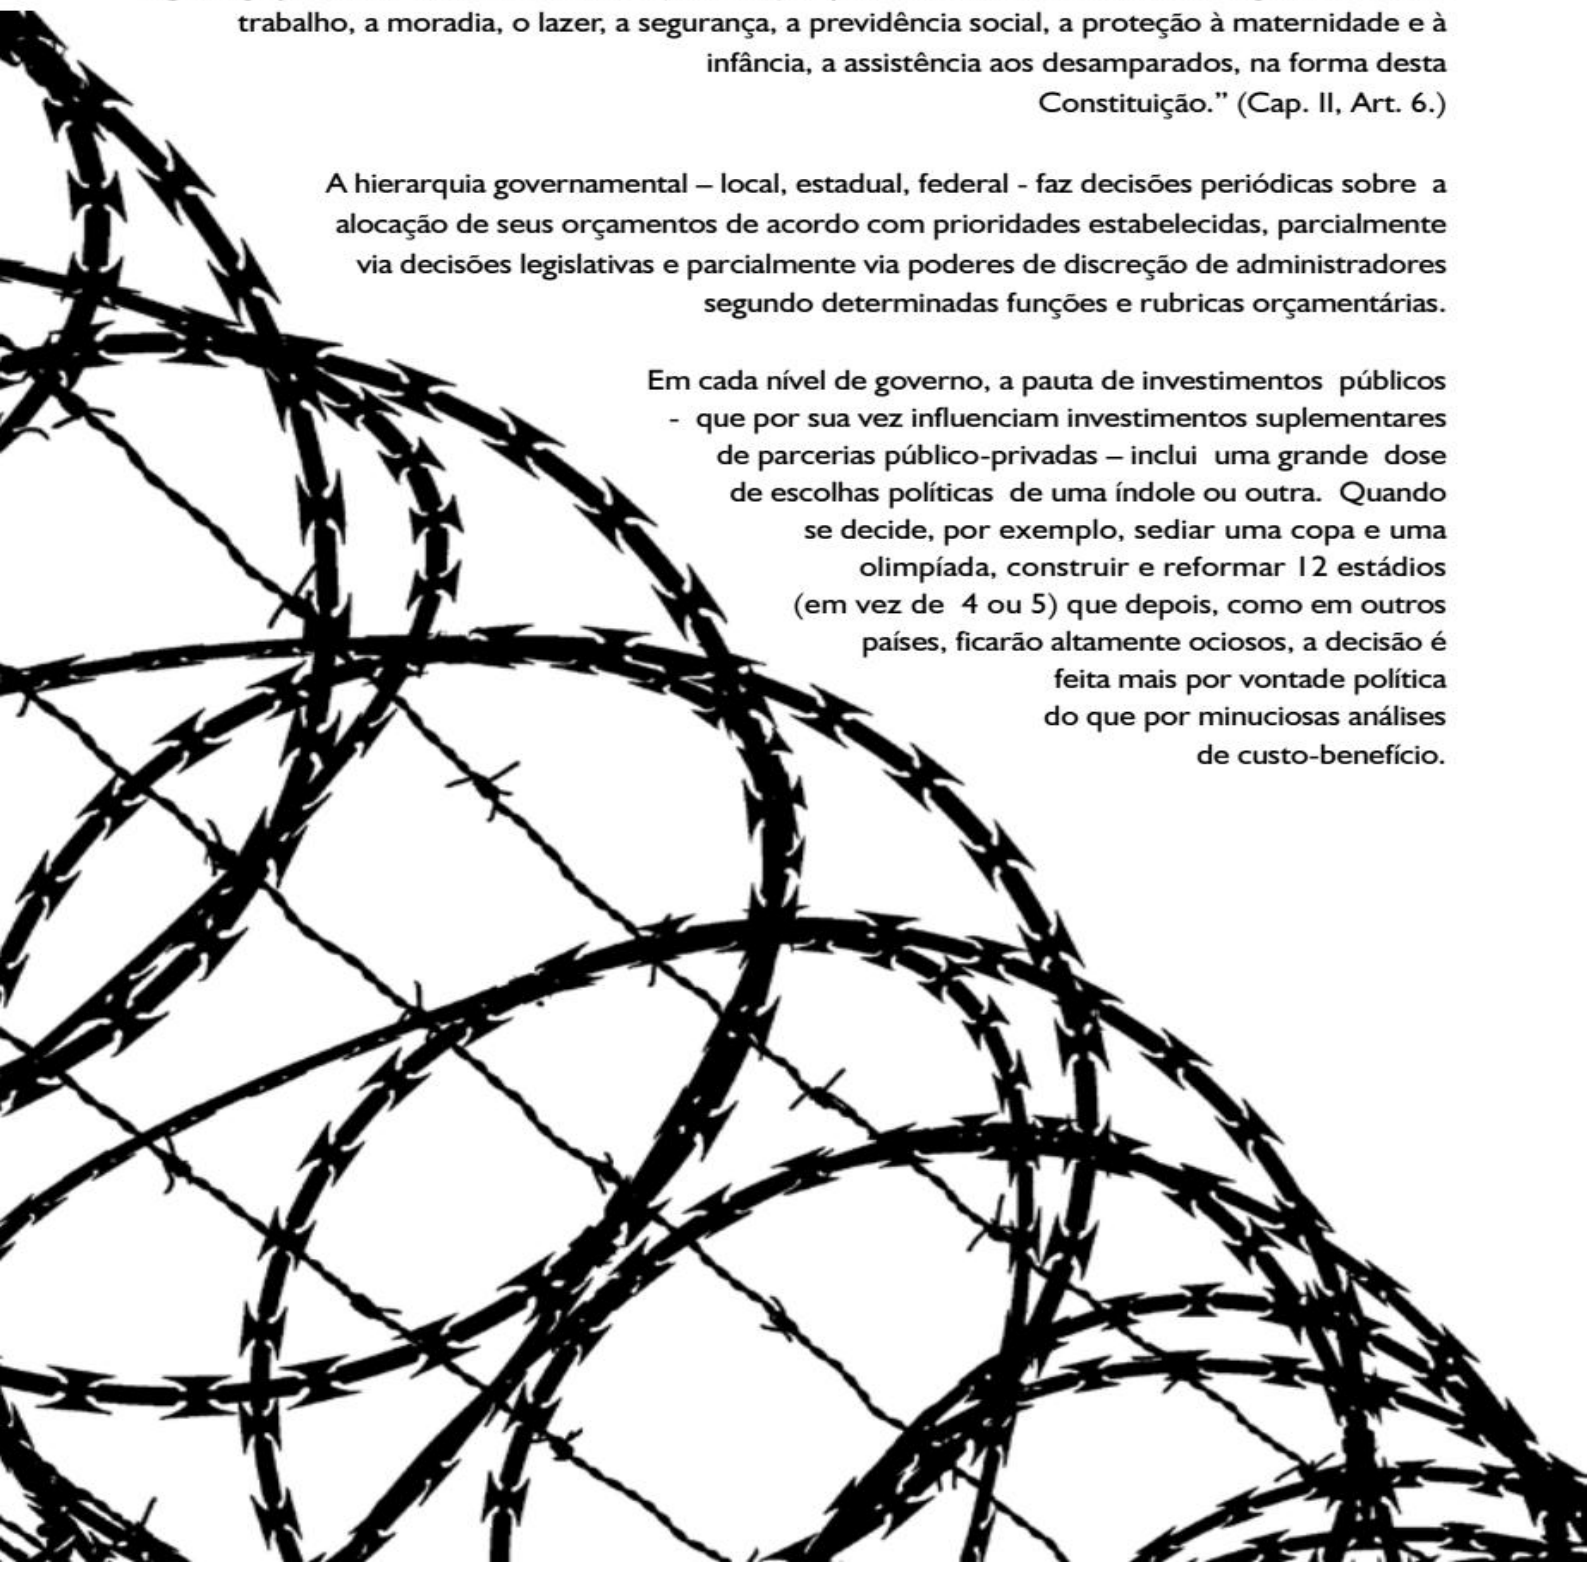 trabalho, a moradia, o lazer, a segurança, a previdência social, a proteção à maternidade e à
infância, a assistência aos desamparados, na forma desta
Constituição.” (Cap. II, Art. 6.)
A hierarquia governamental – local, estadual, federal - faz decisões periódicas sobre a
alocação de seus orçamentos de acordo com prioridades estabelecidas, parcialmente
via decisões legislativas e parcialmente via poderes de discreção de administradores
segundo determinadas funções e rubricas orçamentárias.
Em cada nível de governo, a pauta de investimentos públicos
- que por sua vez influenciam investimentos suplementares
de parcerias público-privadas – inclui uma grande dose
de escolhas políticas de uma índole ou outra. Quando
se decide, por exemplo, sediar uma copa e uma
olimpíada, construir e reformar 12 estádios
(em vez de 4 ou 5) que depois, como em outros
países, ficarão altamente ociosos, a decisão é
feita mais por vontade política
do que por minuciosas análises
de custo-benefício.